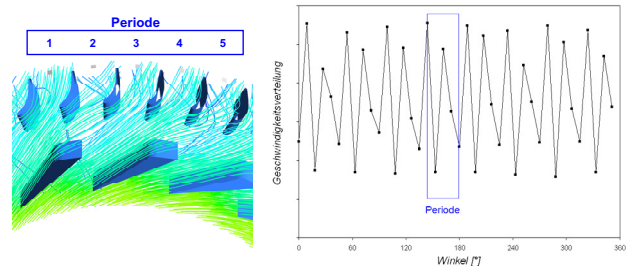 Periode
1 2 3 4 5
Geschwindigkeitsverteilung
Periode
0 60 120 180 240 300 360
Winkel [°]